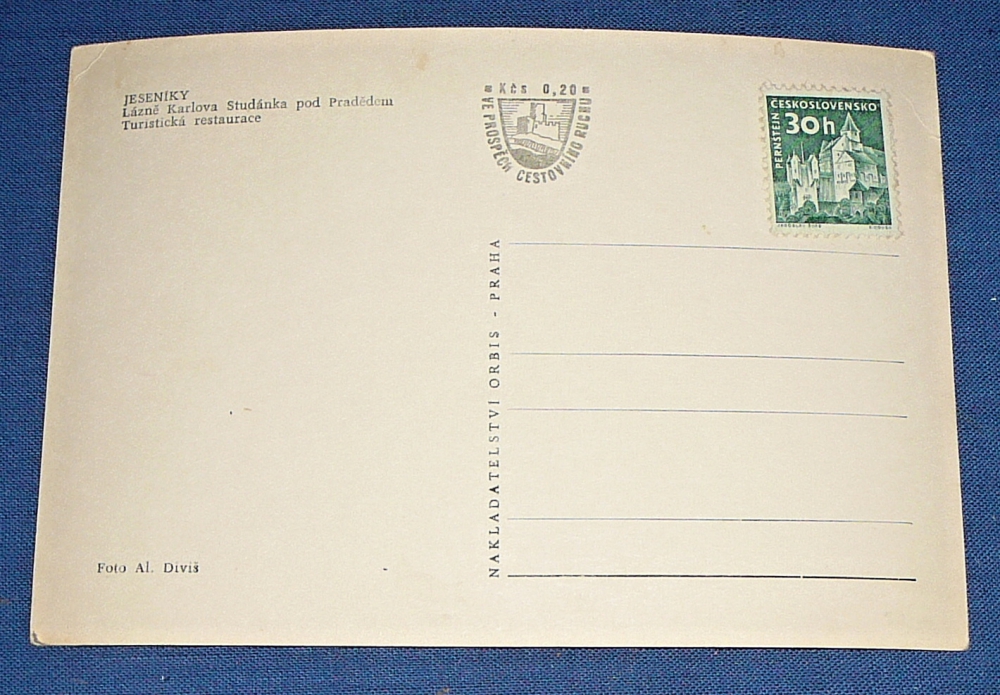 JESENÍKY
Lázně Karlova Studánka pod Pradědem
Turistická restaurace
Kčs 0,20
VE PROSPĚCH CESTOVNÍHO RUCHU
ČESKOSLOVENSKO
30h
PERNŠTEJN
NAKLADATELSTVÍ ORBIS - PRAHA
Foto Al. Diviš